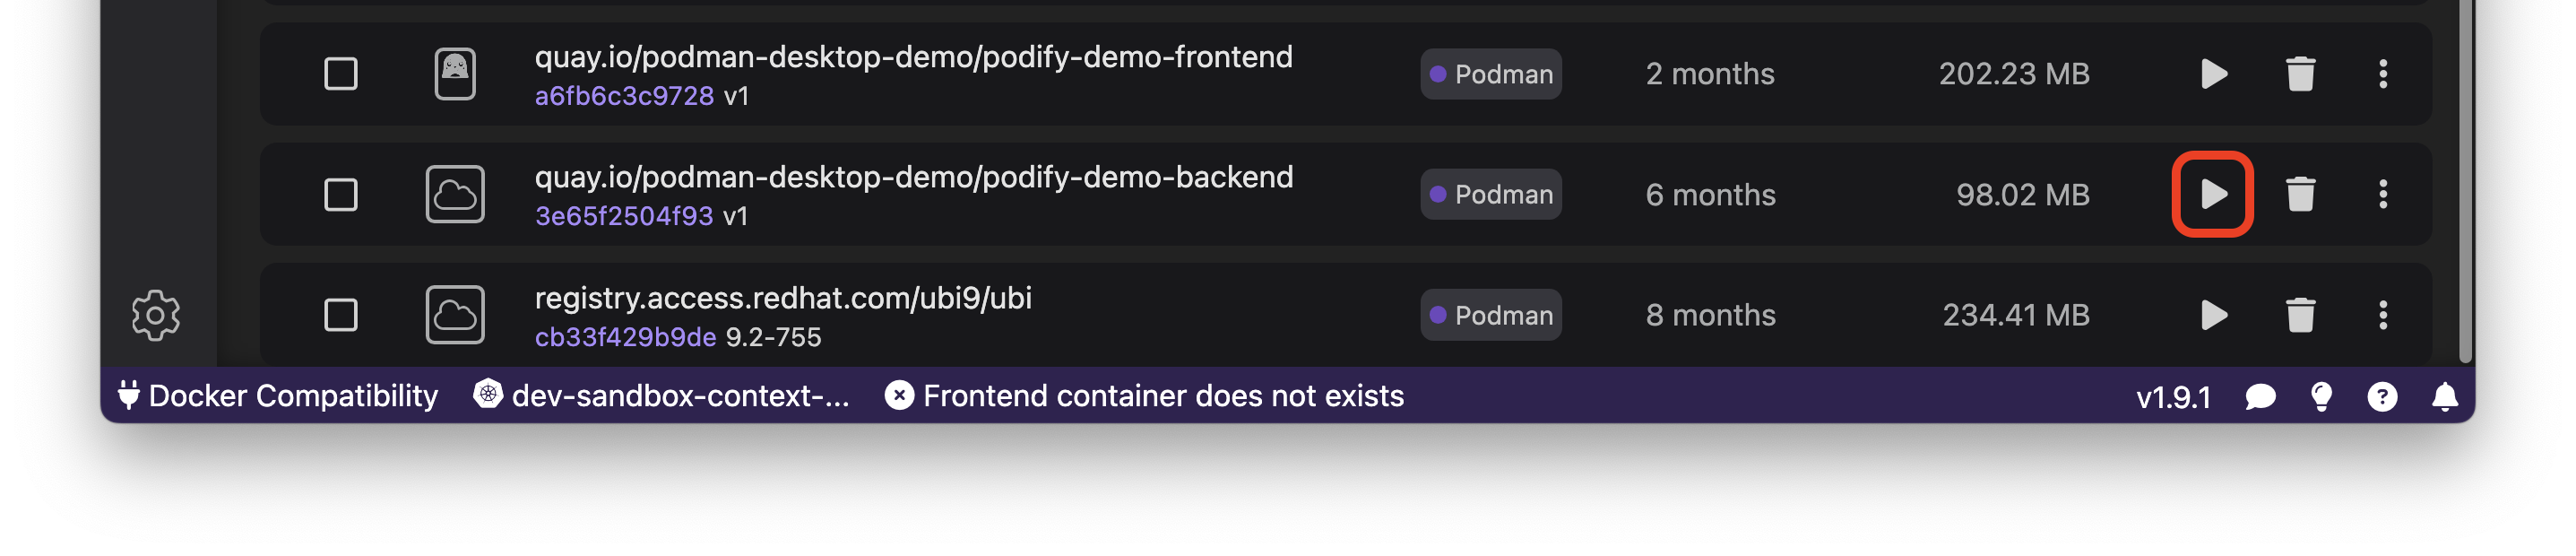 quay.io/podman-desktop-demo/podify-demo-frontend
a6fb6c3c9728 v1
Podman
2 months
202.23 MB
quay.io/podman-desktop-demo/podify-demo-backend
3e65f2504f93 v1
Podman
6 months
98.02 MB
registry.access.redhat.com/ubi9/ubi
cb33f429b9de 9.2-755
Podman
8 months
234.41 MB
Docker Compatibility
dev-sandbox-context-...
Frontend container does not exists
v1.9.1